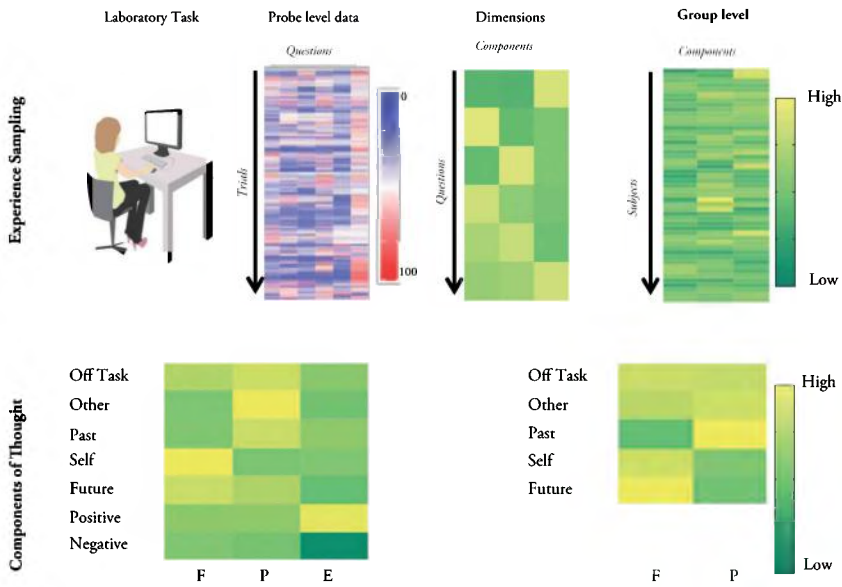 Laboratory Task
Probe level data
Dimensions
Group level
Experience Sampling
Questions
Trials
0
100
Components
Questions
Components
Subjects
High
Low
Components of Thought
Off Task
Other
Past
Self
Future
Positive
Negative
F P E
Off Task
Other
Past
Self
Future
F P
High
Low